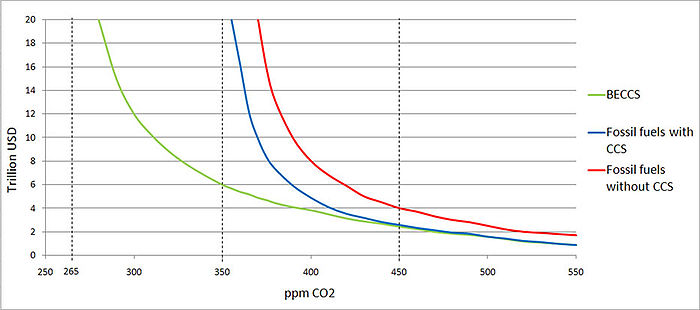 20
18
16
14
12
10
8
6
4
2
0
Trillion USD
250 265 300 350 400 450 500 550
ppm CO2
BECCS
Fossil fuels with
CCS
Fossil fuels
without CCS